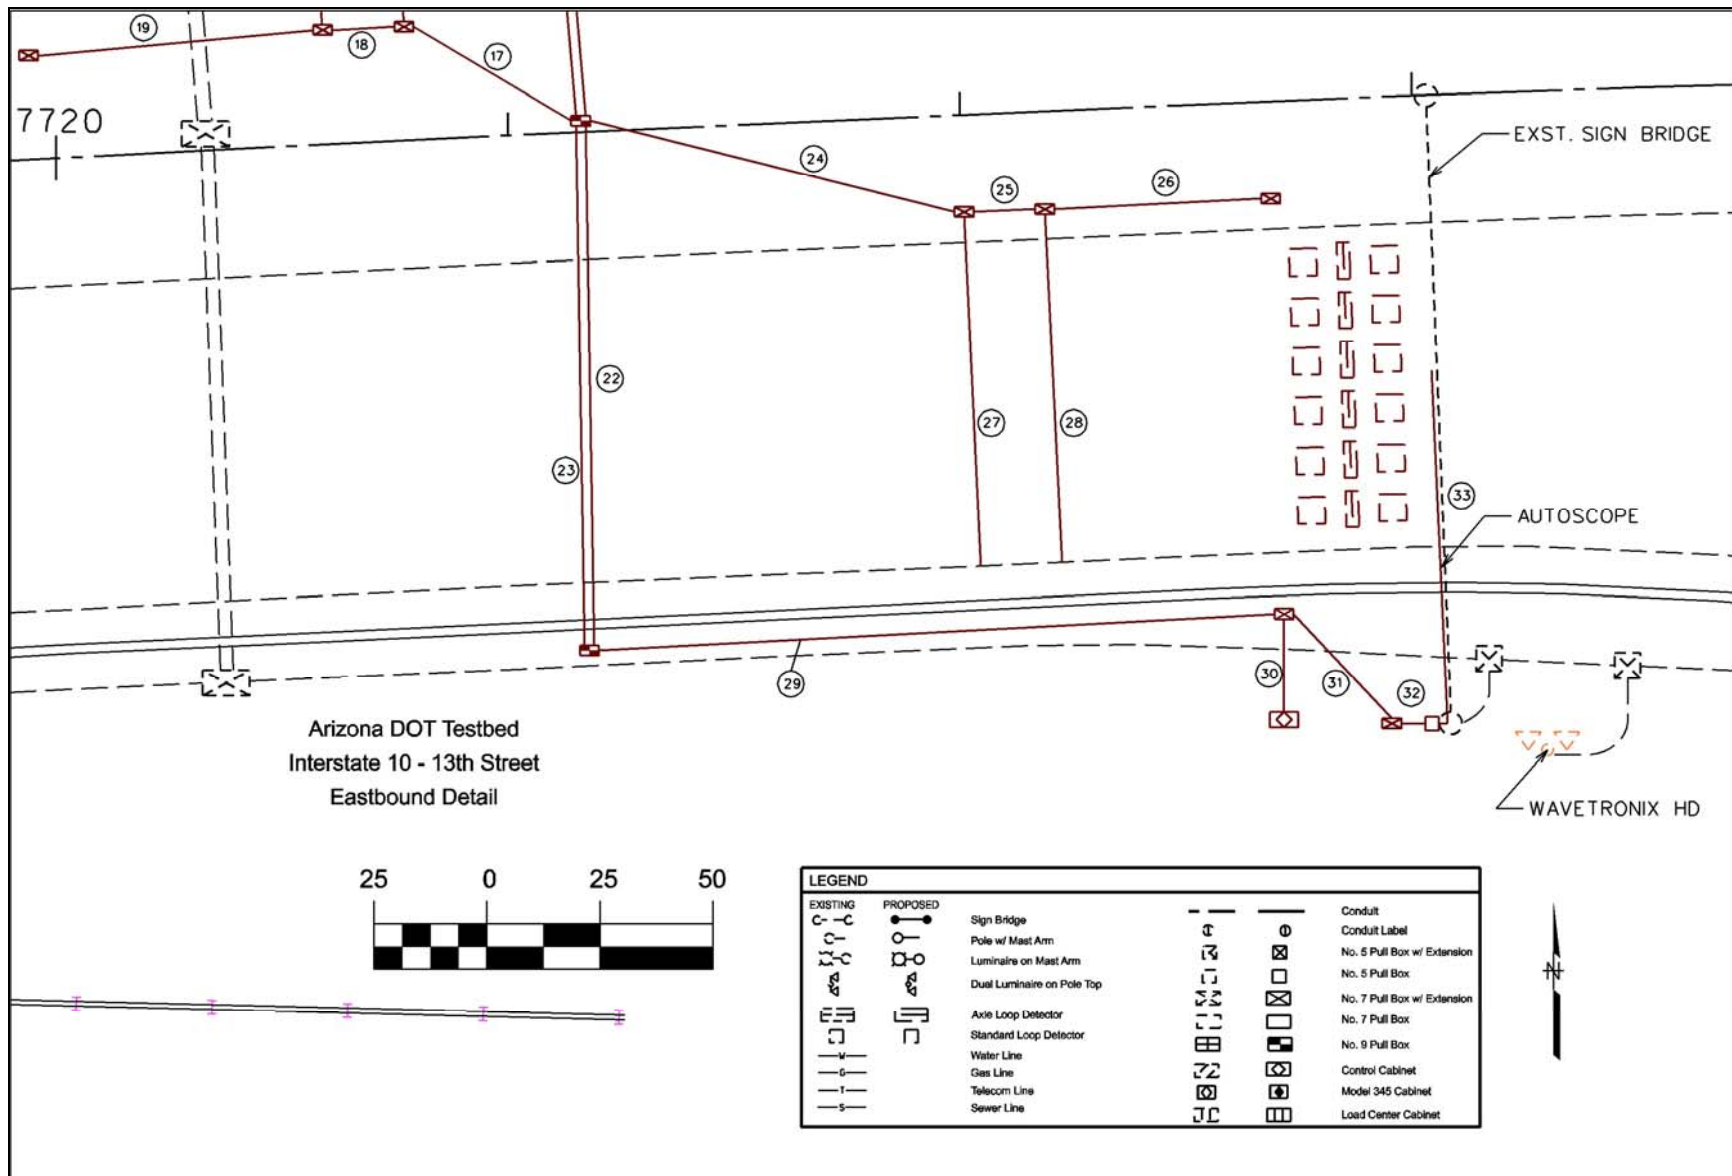 19
18
17
7720
EXST. SIGN BRIDGE
24
25
26
22
27
28
23
33
AUTOSCOPE
29
30
31
32
Arizona DOT Testbed
Interstate 10 - 13th Street
Eastbound Detail
WAVETRONIX HD
25 0 25 50
LEGEND
EXISTING PROPOSED
Sign Bridge
Pole w/ Mast Arm
Luminaire on Mast Arm
Dual Luminaire on Pole Top
Axle Loop Detector
Standard Loop Detector
W Water Line
G Gas Line
T Telecom Line
S Sewer Line
Conduit
Conduit Label
No. 5 Pull Box w/ Extension
No. 5 Pull Box
No. 7 Pull Box w/ Extension
No. 7 Pull Box
No. 9 Pull Box
Control Cabinet
Model 345 Cabinet
Load Center Cabinet
N